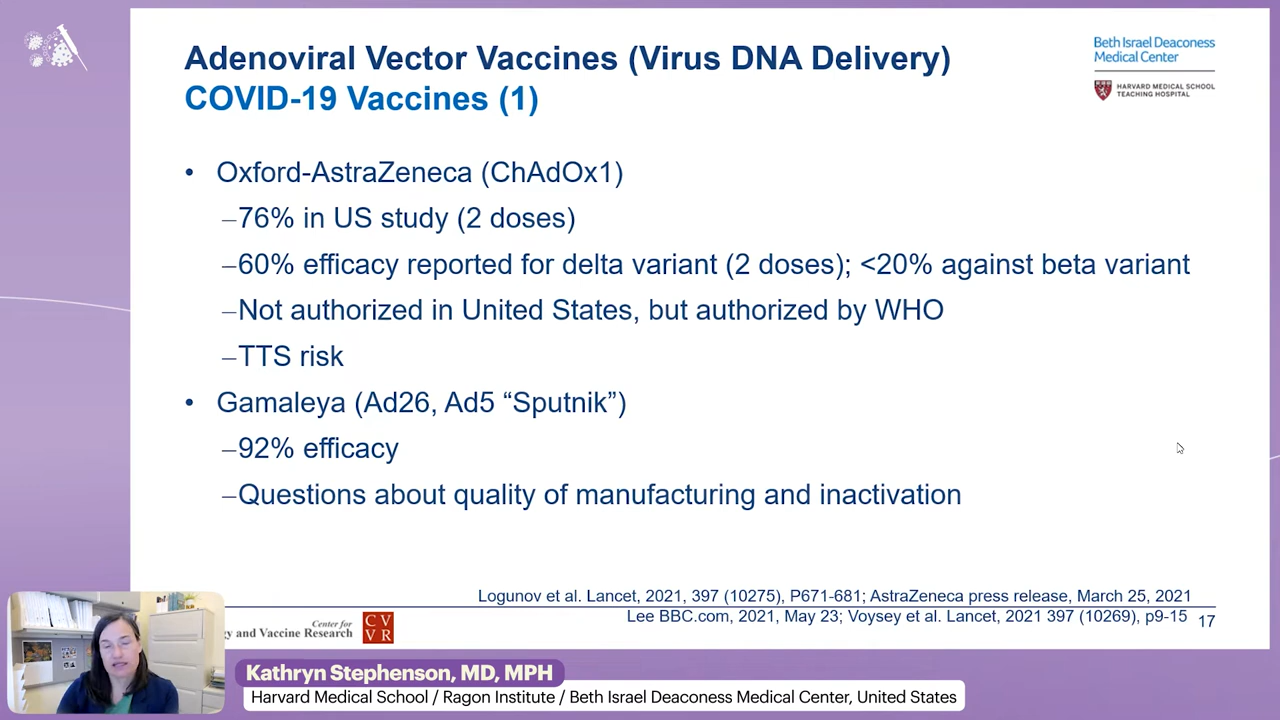 Adenoviral Vector Vaccines (Virus DNA Delivery)
COVID-19 Vaccines (1)
Beth Israel Deaconess
Medical Center
HARVARD MEDICAL SCHOOL
TEACHING HOSPITAL
• Oxford-AstraZeneca (ChAdOx1)
–76% in US study (2 doses)
–60% efficacy reported for delta variant (2 doses); <20% against beta variant
–Not authorized in United States, but authorized by WHO
–TTS risk
• Gamaleya (Ad26, Ad5 “Sputnik”)
–92% efficacy
–Questions about quality of manufacturing and inactivation
Logunov et al. Lancet, 2021, 397 (10275), P671-681; AstraZeneca press release, March 25, 2021
Lee BBC.com, 2021, May 23; Voysey et al. Lancet, 2021 397 (10269), p9-15
17
Center for
gy and Vaccine Research
CV
VR
Kathryn Stephenson, MD, MPH
Harvard Medical School / Ragon Institute / Beth Israel Deaconess Medical Center, United States